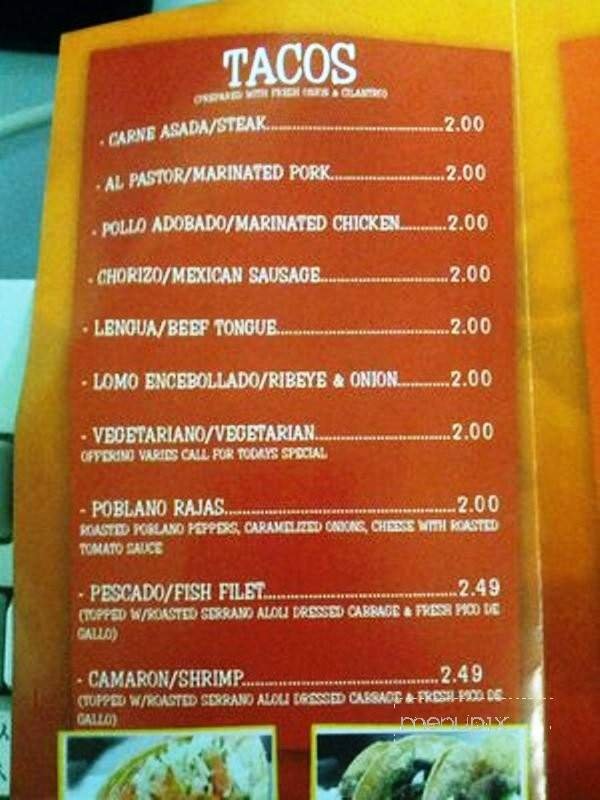 TACOS
(PREPARED WITH FRESH ONION & CILANTRO)
- CARNE ASADA/STEAK..........2.00
- AL PASTOR/MARINATED PORK..........2.00
- POLLO ADOBADO/MARINATED CHICKEN..........2.00
- CHORIZO/MEXICAN SAUSAGE..........2.00
- LENGUA/BEEF TONGUE..........2.00
- LOMO ENCEBOLLADO/RIBEYE & ONION..........2.00
- VEGETARIANO/VEGETARIAN..........2.00
OFFERING VARIES CALL FOR TODAYS SPECIAL
- POBLANO RAJAS..........2.00
ROASTED POBLANO PEPPERS, CARAMELIZED ONIONS, CHEESE WITH ROASTED
TOMATO SAUCE
- PESCADO/FISH FILET..........2.49
(TOPPED W/ROASTED SERRANO ALOLI DRESSED CABBAGE & FRESH PICO DE
GALLO)
- CAMARON/SHRIMP..........2.49
(TOPPED W/ROASTED SERRANO ALOLI DRESSED CABBAGE & FRESH PICO DE
GALLO)
menupix